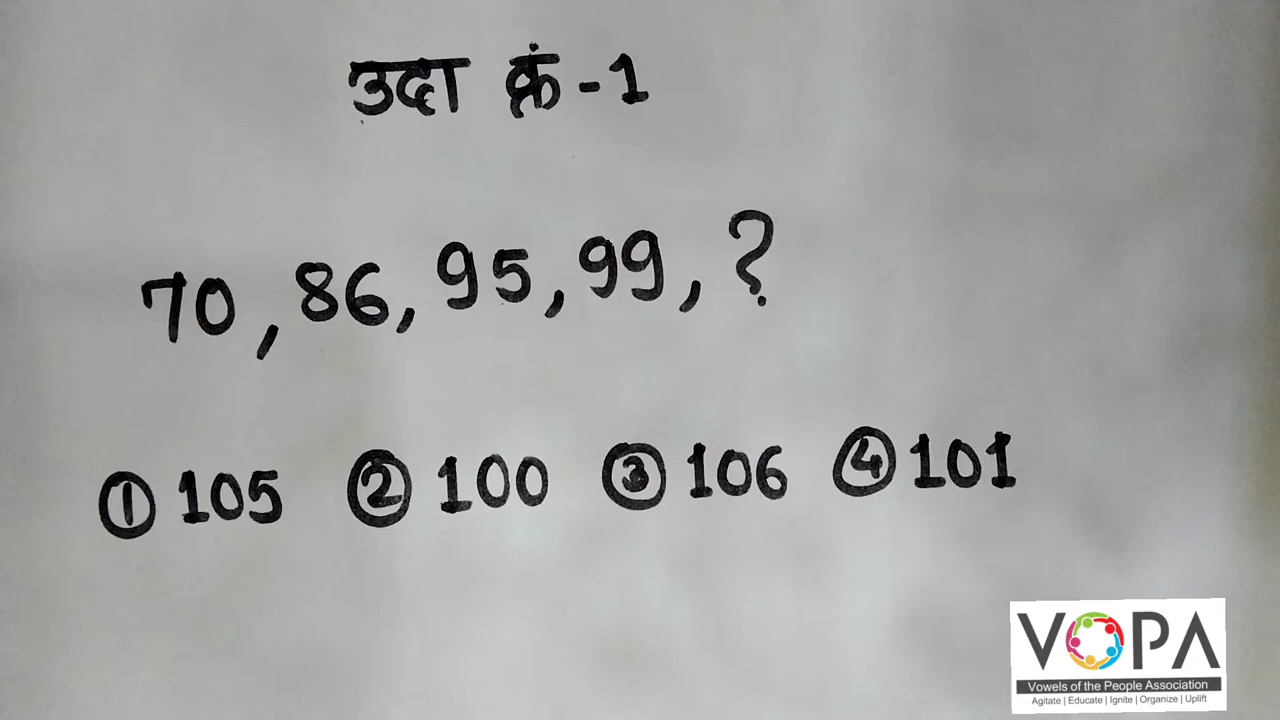 उदा क्रं -1
70, 86, 95, 99, ?
① 105 ② 100 ③ 106 ④ 101
VOPA
Vowels of the People Association
Agitate | Educate | Ignite | Organize | Uplift